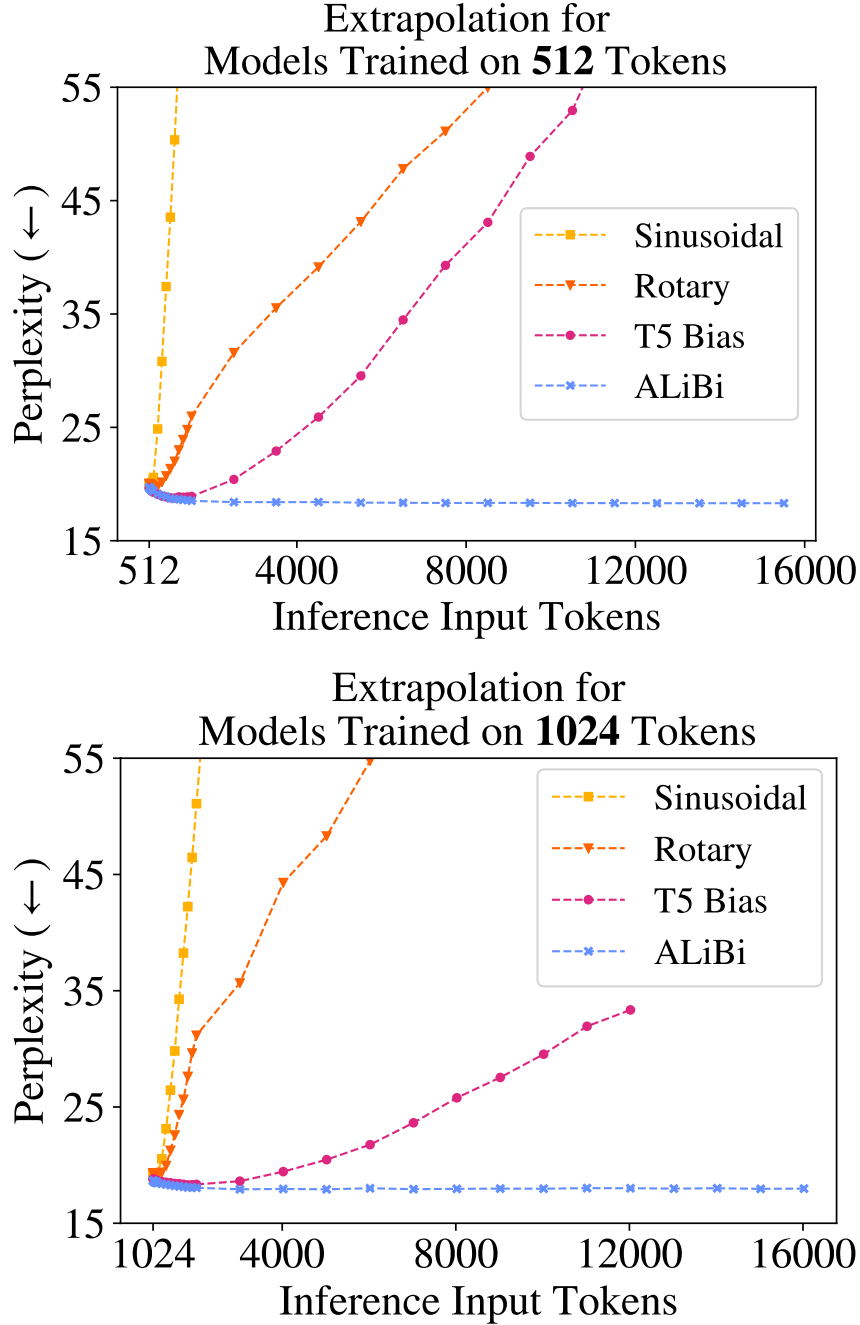 Extrapolation for
Models Trained on 512 Tokens
55
45
35
25
15
Perplexity (←)
Sinusoidal
Rotary
T5 Bias
ALiBi
512 4000 8000 12000 16000
Inference Input Tokens
Extrapolation for
Models Trained on 1024 Tokens
55
45
35
25
15
Perplexity (←)
Sinusoidal
Rotary
T5 Bias
ALiBi
1024 4000 8000 12000 16000
Inference Input Tokens